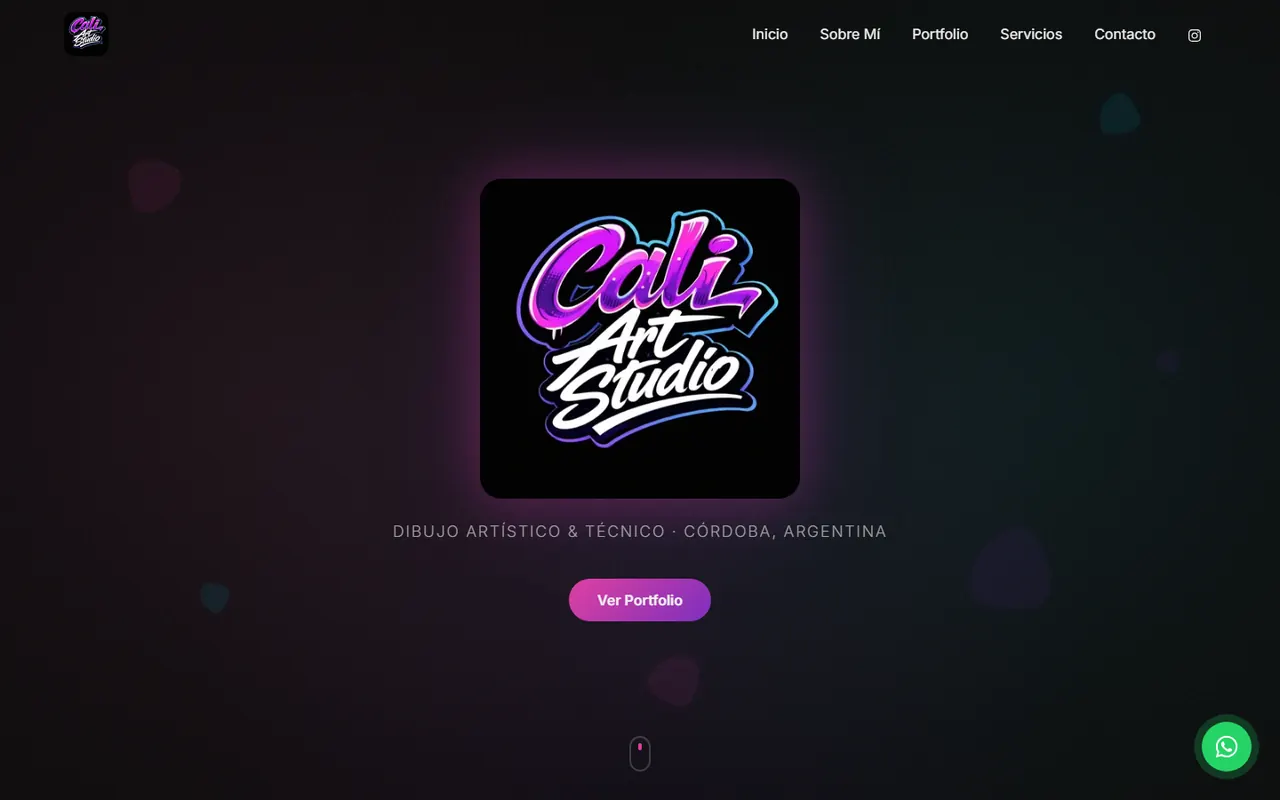 Cali
Art
Studio
Inicio
Sobre Mí
Portfolio
Servicios
Contacto
Cali
Art
Studio
DIBUJO ARTÍSTICO & TÉCNICO · CÓRDOBA, ARGENTINA
Ver Portfolio